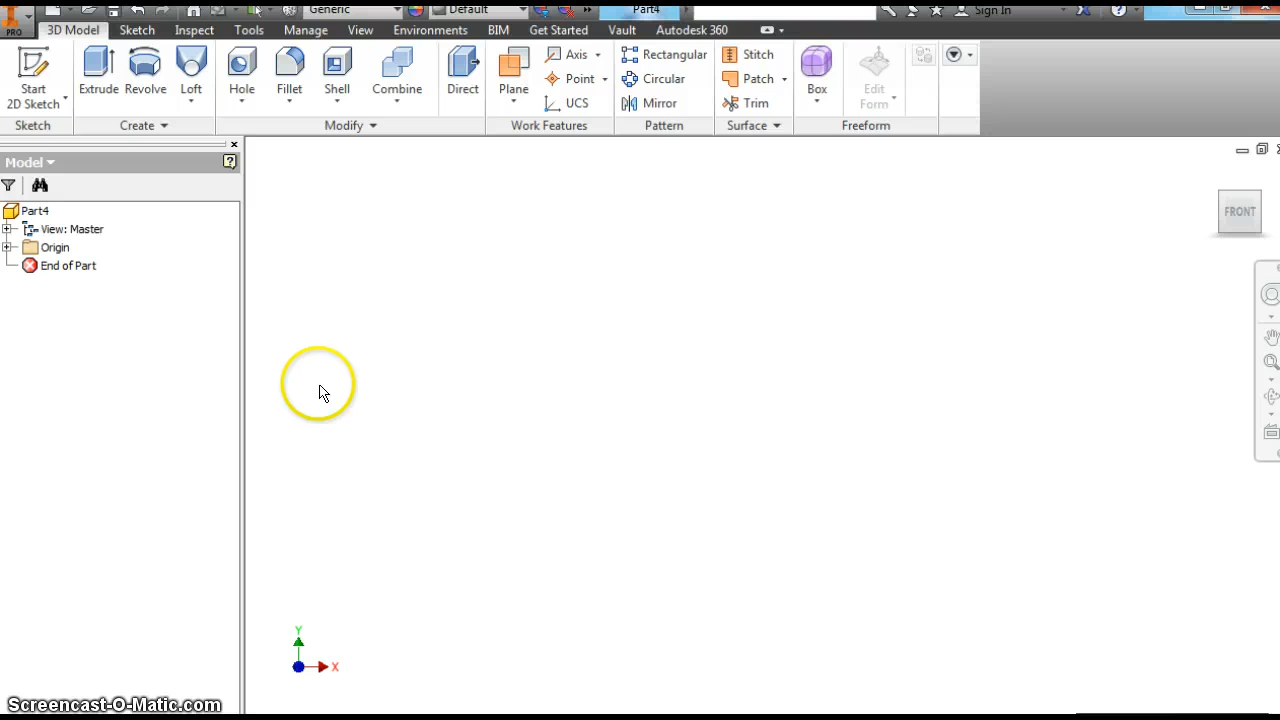 Generic Default Part4 Sign In
PRO 3D Model Sketch Inspect Tools Manage View Environments BIM Get Started Vault Autodesk 360
Start 2D Sketch Extrude Revolve Loft Hole Fillet Shell Combine Direct Plane Axis Point UCS Rectangular Circular Mirror Stitch Patch Trim Box Edit Form
Sketch Create Modify Work Features Pattern Surface Freeform
Model
Part4
View: Master
Origin
End of Part
FRONT
Y
X
Screencast-O-Matic.com